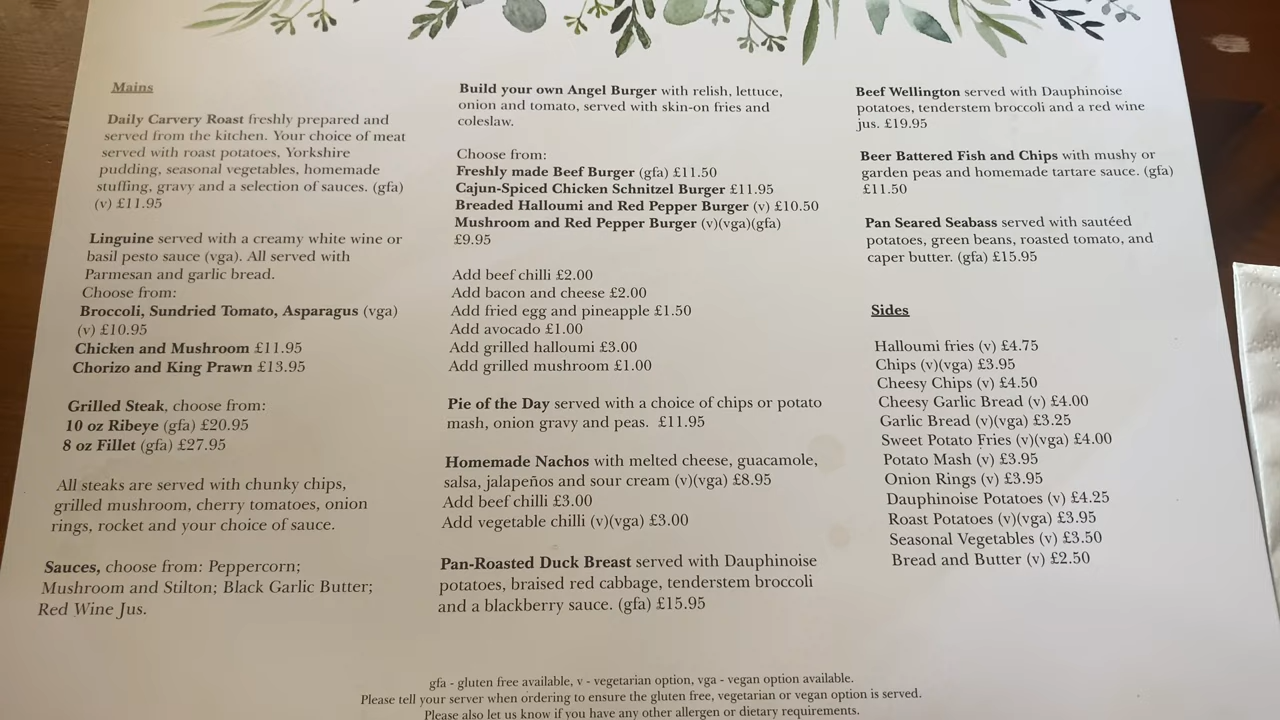 Mains
Daily Carvery Roast freshly prepared and
served from the kitchen. Your choice of meat
served with roast potatoes, Yorkshire
pudding, seasonal vegetables, homemade
stuffing, gravy and a selection of sauces. (gfa)
(v) £11.95
Linguine served with a creamy white wine or
basil pesto sauce (vga). All served with
Parmesan and garlic bread.
Choose from:
Broccoli, Sundried Tomato, Asparagus (vga)
(v) £10.95
Chicken and Mushroom £11.95
Chorizo and King Prawn £13.95
Grilled Steak, choose from:
10 oz Ribeye (gfa) £20.95
8 oz Fillet (gfa) £27.95
All steaks are served with chunky chips,
grilled mushroom, cherry tomatoes, onion
rings, rocket and your choice of sauce.
Sauces, choose from: Peppercorn;
Mushroom and Stilton; Black Garlic Butter;
Red Wine Jus.
Build your own Angel Burger with relish, lettuce,
onion and tomato, served with skin-on fries and
coleslaw.
Choose from:
Freshly made Beef Burger (gfa) £11.50
Cajun-Spiced Chicken Schnitzel Burger £11.95
Breaded Halloumi and Red Pepper Burger (v) £10.50
Mushroom and Red Pepper Burger (v)(vga)(gfa)
£9.95
Add beef chilli £2.00
Add bacon and cheese £2.00
Add fried egg and pineapple £1.50
Add avocado £1.00
Add grilled halloumi £3.00
Add grilled mushroom £1.00
Pie of the Day served with a choice of chips or potato
mash, onion gravy and peas. £11.95
Homemade Nachos with melted cheese, guacamole,
salsa, jalapeños and sour cream (v)(vga) £8.95
Add beef chilli £3.00
Add vegetable chilli (v)(vga) £3.00
Pan-Roasted Duck Breast served with Dauphinoise
potatoes, braised red cabbage, tenderstem broccoli
and a blackberry sauce. (gfa) £15.95
Beef Wellington served with Dauphinoise
potatoes, tenderstem broccoli and a red wine
jus. £19.95
Beer Battered Fish and Chips with mushy or
garden peas and homemade tartare sauce. (gfa)
£11.50
Pan Seared Seabass served with sautéed
potatoes, green beans, roasted tomato, and
caper butter. (gfa) £15.95
Sides
Halloumi fries (v) £4.75
Chips (v)(vga) £3.95
Cheesy Chips (v) £4.50
Cheesy Garlic Bread (v) £4.00
Garlic Bread (v)(vga) £3.25
Sweet Potato Fries (v)(vga) £4.00
Potato Mash (v) £3.95
Onion Rings (v) £3.95
Dauphinoise Potatoes (v) £4.25
Roast Potatoes (v)(vga) £3.95
Seasonal Vegetables (v) £3.50
Bread and Butter (v) £2.50
gfa - gluten free available, v - vegetarian option, vga - vegan option available.
Please tell your server when ordering to ensure the gluten free, vegetarian or vegan option is served.
Please also let us know if you have any other allergen or dietary requirements.